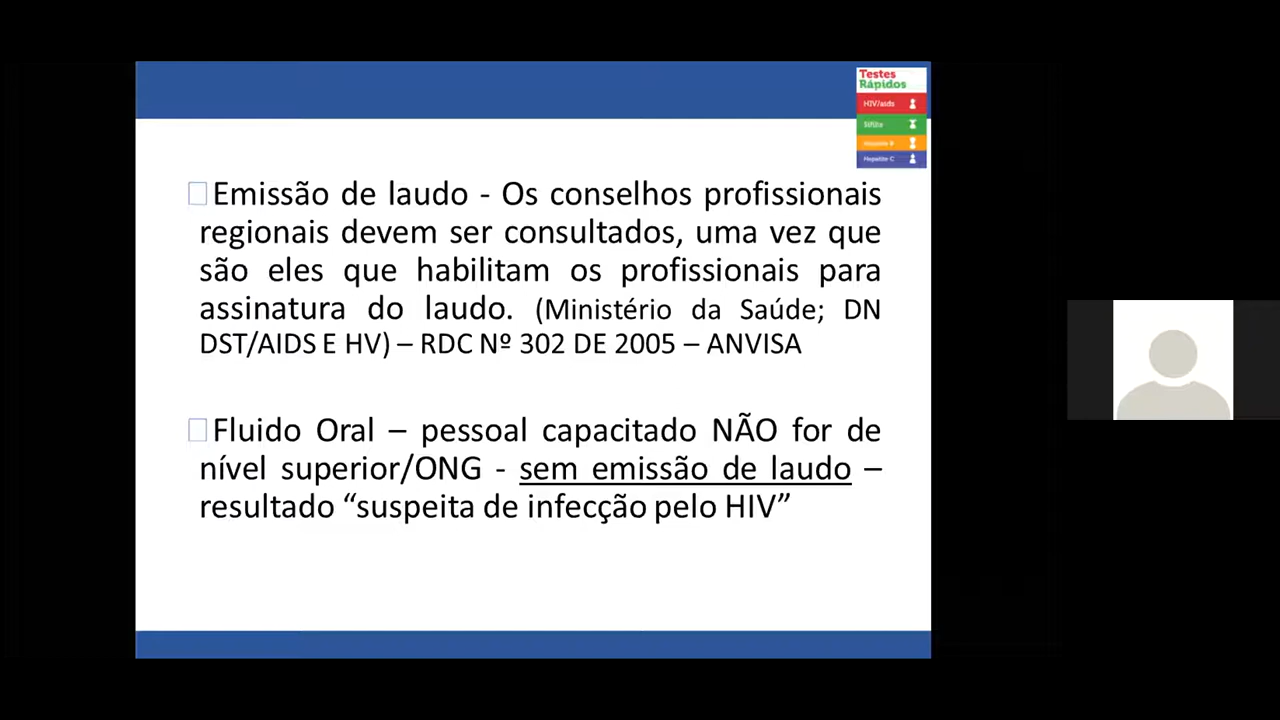 Testes
Rápidos
HIV/aids
Sífilis
Hepatite B
Hepatite C
Emissão de laudo - Os conselhos profissionais
regionais devem ser consultados, uma vez que
são eles que habilitam os profissionais para
assinatura do laudo. (Ministério da Saúde; DN
DST/AIDS E HV) – RDC Nº 302 DE 2005 – ANVISA
Fluido Oral – pessoal capacitado NÃO for de
nível superior/ONG - sem emissão de laudo –
resultado “suspeita de infecção pelo HIV”